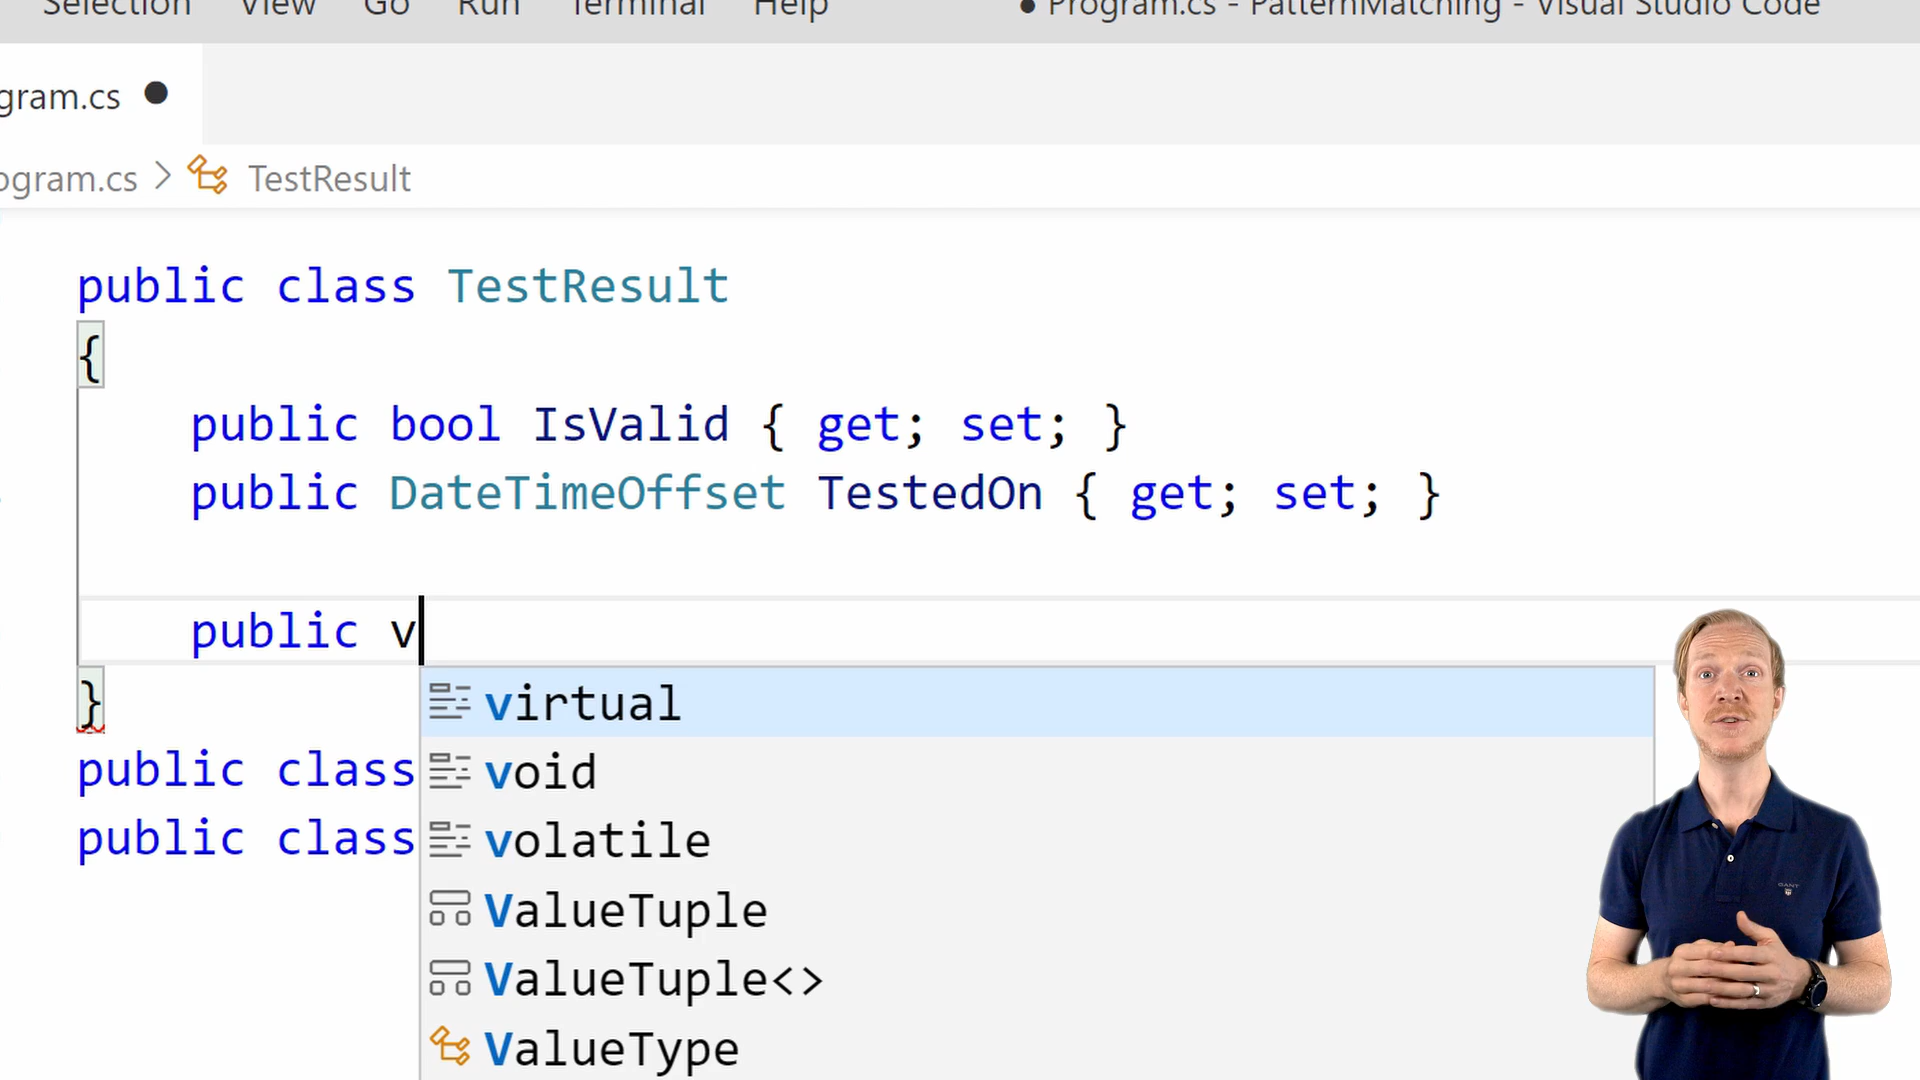 Selection View Go Run Terminal Help ● Program.cs - PatternMatching - Visual Studio Code
gram.cs ●
ogram.cs > TestResult
public class TestResult
{
public bool IsValid { get; set; }
public DateTimeOffset TestedOn { get; set; }
public v
}
virtual
void
public class
volatile
public class
ValueTuple
ValueTuple<>
ValueType
GANT